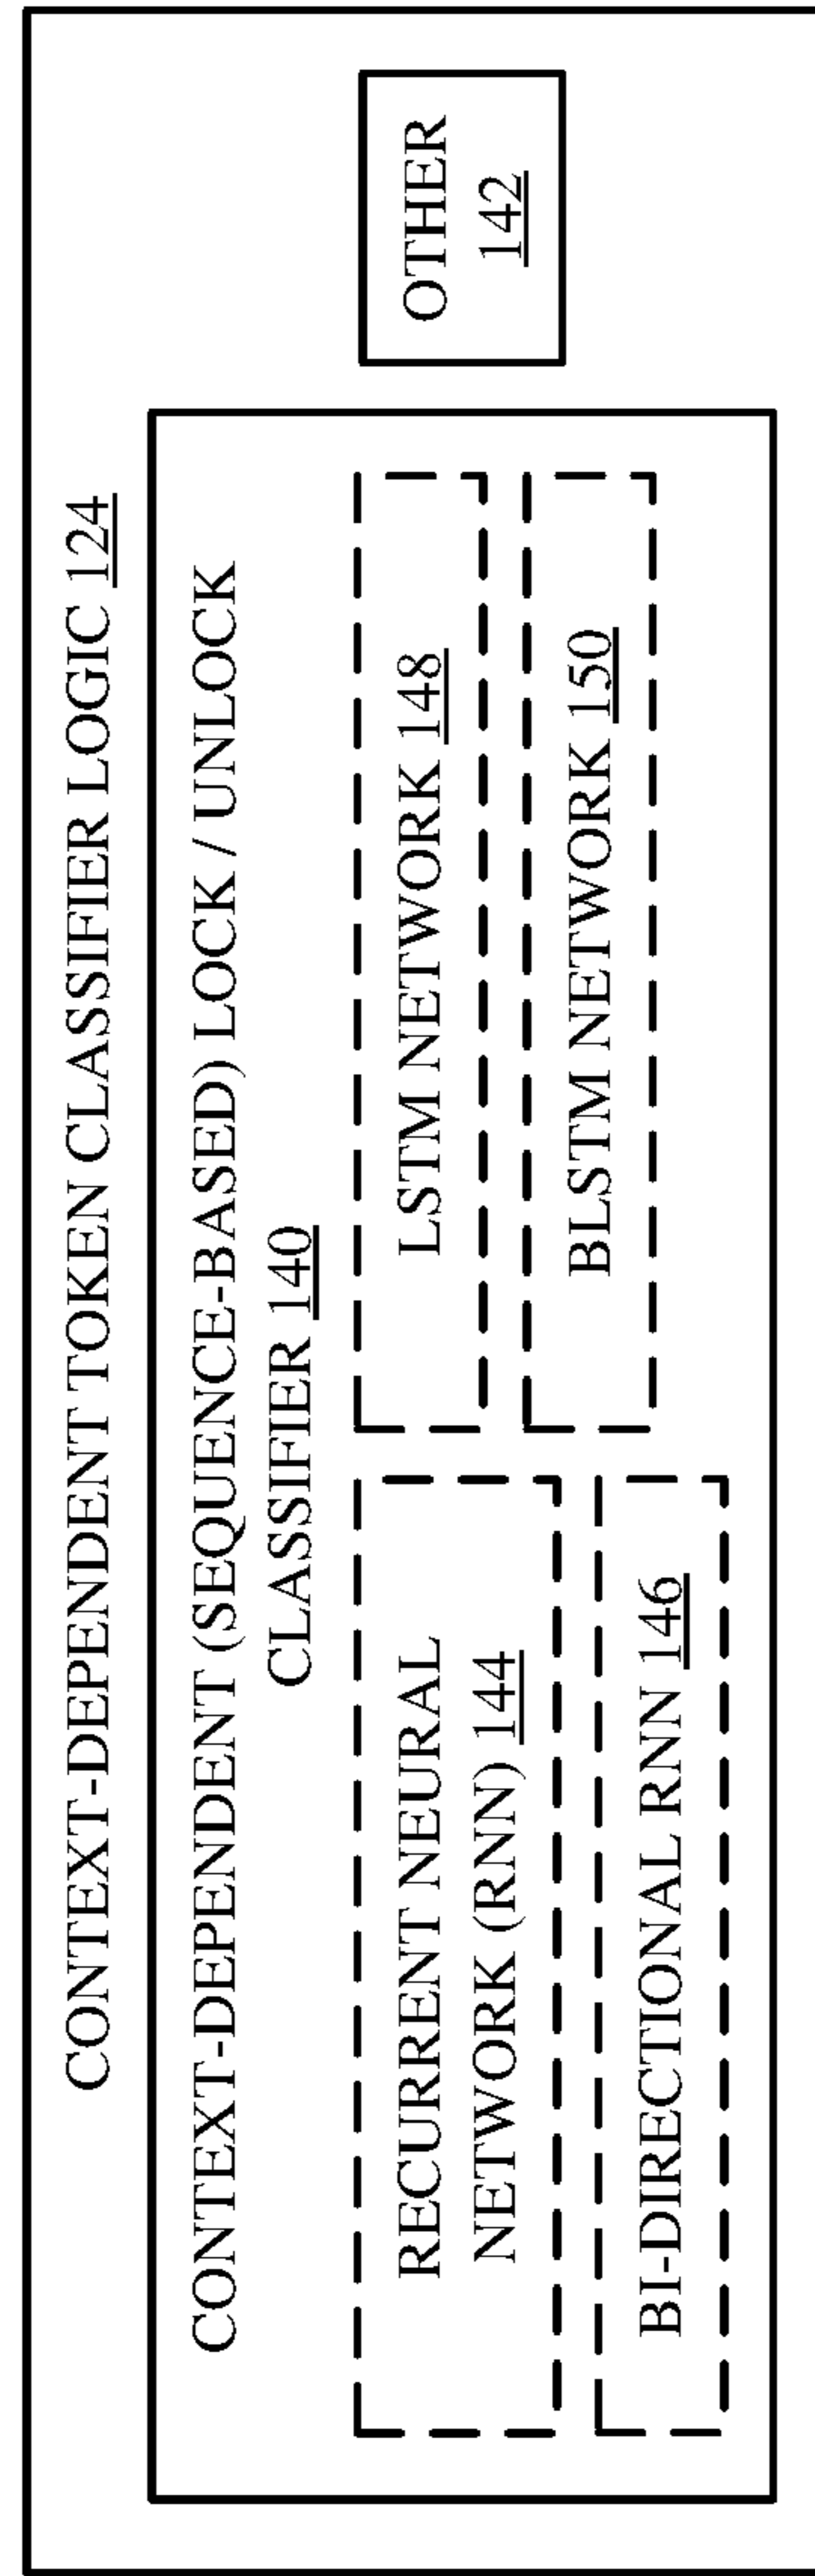 CONTEXT-DEPENDENT TOKEN CLASSIFIER LOGIC 124
CONTEXT-DEPENDENT (SEQUENCE-BASED) LOCK / UNLOCK
CLASSIFIER 140
RECURRENT NEURAL
NETWORK (RNN) 144
BI-DIRECTIONAL RNN 146
LSTM NETWORK 148
BLSTM NETWORK 150
OTHER
142